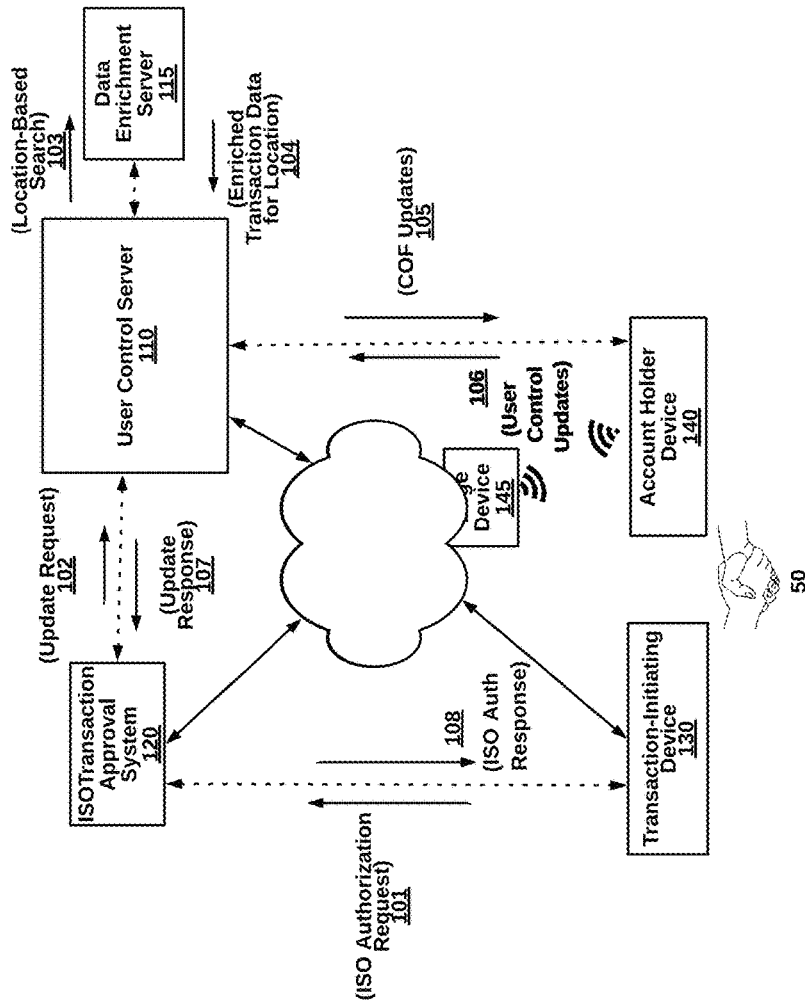 (Location-Based
Search)
103
Data
Enrichment
Server
115
(Enriched
Transaction Data
for Location)
104
User Control Server
110
(COF Updates)
105
106
(User
Control
Updates)
(Update Request)
102
(Update
Response)
107
ISOTransaction
Approval
System
120
Device
145
Account Holder
Device
140
108
(ISO Auth
Response)
(ISO Authorization
Request)
101
Transaction-Initiating
Device
130
50